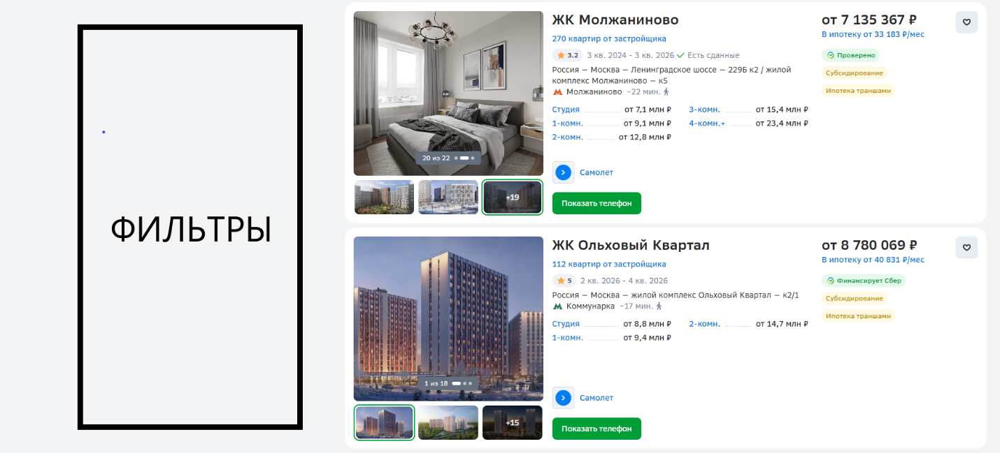 ФИЛЬТРЫ
20 из 22
+19
ЖК Молжаниново
270 квартир от застройщика
3.2 3 кв. 2024 - 3 кв. 2026 Есть сданные
Россия — Москва — Ленинградское шоссе — 229Б к2 / жилой
комплекс Молжаниново — к5
Молжаниново ~22 мин.
Студия от 7,1 млн ₽
1-комн. от 9,1 млн ₽
2-комн. от 12,8 млн ₽
3-комн. от 15,4 млн ₽
4-комн.+ от 23,4 млн ₽
Самолет
Показать телефон
от 7 135 367 ₽
В ипотеку от 33 183 ₽/мес
Проверено
Субсидирование
Ипотека траншами
1 из 18
+15
ЖК Ольховый Квартал
112 квартир от застройщика
5 2 кв. 2026 - 4 кв. 2026
Россия — Москва — жилой комплекс Ольховый Квартал — к2/1
Коммунарка ~17 мин.
Студия от 8,8 млн ₽
1-комн. от 9,4 млн ₽
2-комн. от 14,7 млн ₽
Самолет
Показать телефон
от 8 780 069 ₽
В ипотеку от 40 831 ₽/мес
Финансирует Сбер
Субсидирование
Ипотека траншами